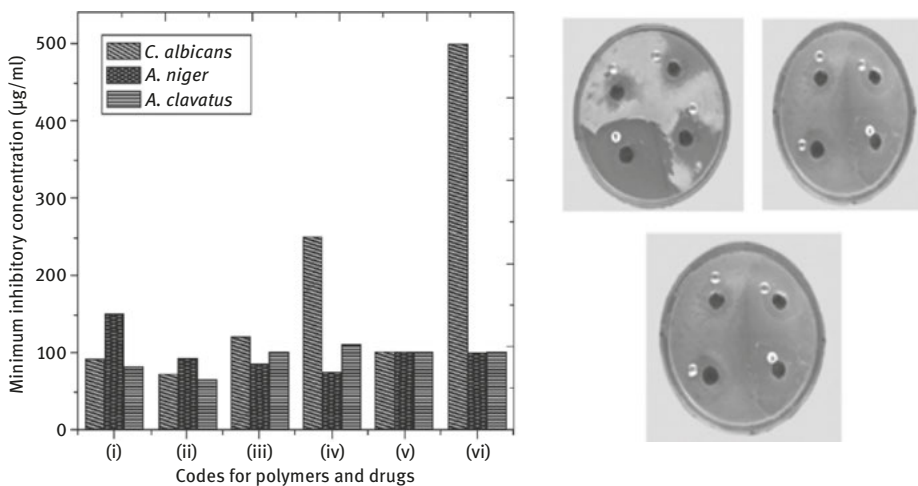 Minimum inhibitory concentration (µg/ml)
500
400
300
200
100
0
C. albicans
A. niger
A. clavatus
(i) (ii) (iii) (iv) (v) (vi)
Codes for polymers and drugs